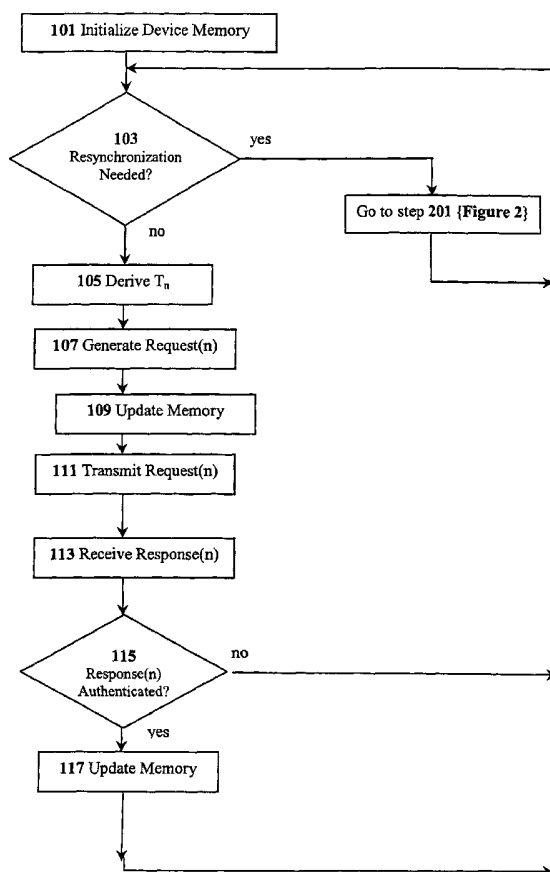 101 Initialize Device Memory
103
Resynchronization
Needed?
yes
Go to step 201 {Figure 2}
no
105 Derive Tn
107 Generate Request(n)
109 Update Memory
111 Transmit Request(n)
113 Receive Response(n)
115
Response(n)
Authenticated?
no
yes
117 Update Memory